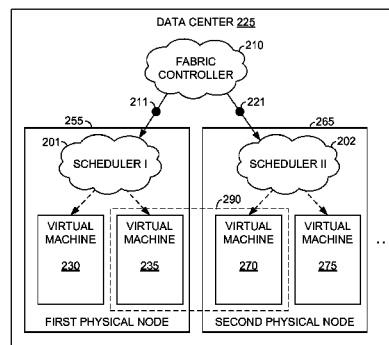 DATA CENTER 225
210
FABRIC
CONTROLLER
211
221
255
265
201
202
SCHEDULER I
SCHEDULER II
290
VIRTUAL
MACHINE
230
VIRTUAL
MACHINE
235
VIRTUAL
MACHINE
270
VIRTUAL
MACHINE
275
...
FIRST PHYSICAL NODE
SECOND PHYSICAL NODE